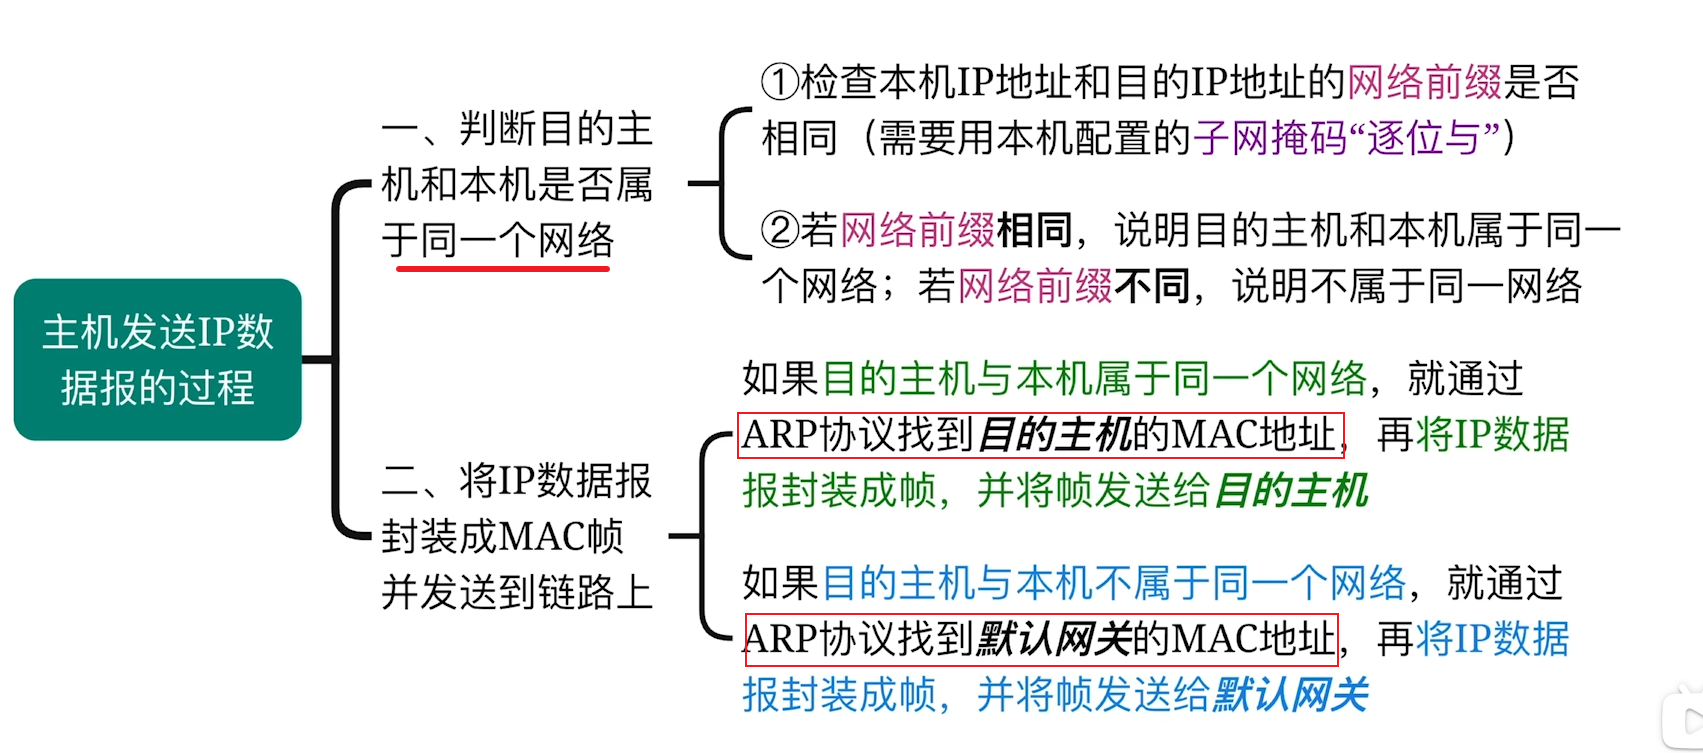 主机发送IP数
据报的过程
一、判断目的主
机和本机是否属
于同一个网络
①检查本机IP地址和目的IP地址的网络前缀是否
相同（需要用本机配置的子网掩码“逐位与”）
②若网络前缀相同，说明目的主机和本机属于同一
个网络；若网络前缀不同，说明不属于同一网络
二、将IP数据报
封装成MAC帧
并发送到链路上
如果目的主机与本机属于同一个网络，就通过
ARP协议找到目的主机的MAC地址，再将IP数据
报封装成帧，并将帧发送给目的主机
如果目的主机与本机不属于同一个网络，就通过
ARP协议找到默认网关的MAC地址，再将IP数据
报封装成帧，并将帧发送给默认网关